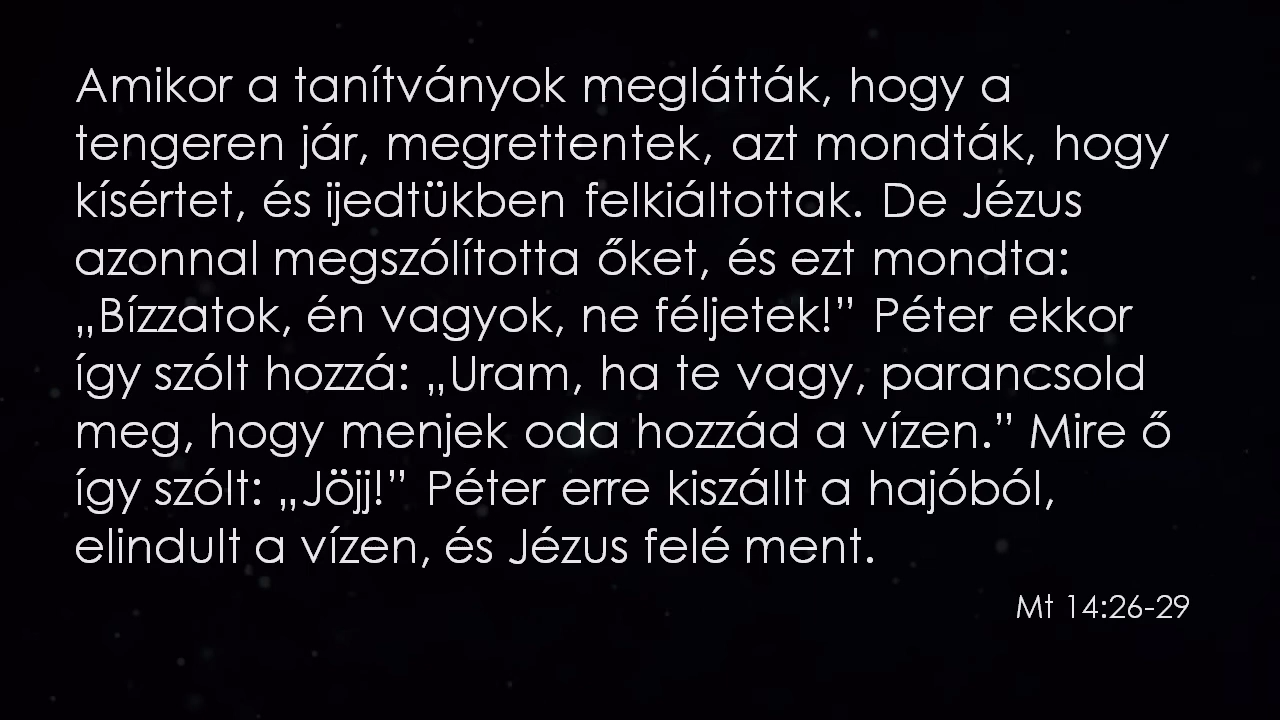 Amikor a tanítványok meglátták, hogy a
tengeren jár, megrettentek, azt mondták, hogy
kísértet, és ijedtükben felkiáltottak. De Jézus
azonnal megszólította őket, és ezt mondta:
„Bízzatok, én vagyok, ne féljetek!” Péter ekkor
így szólt hozzá: „Uram, ha te vagy, parancsold
meg, hogy menjek oda hozzád a vízen.” Mire ő
így szólt: „Jöjj!” Péter erre kiszállt a hajóból,
elindult a vízen, és Jézus felé ment.
Mt 14:26-29